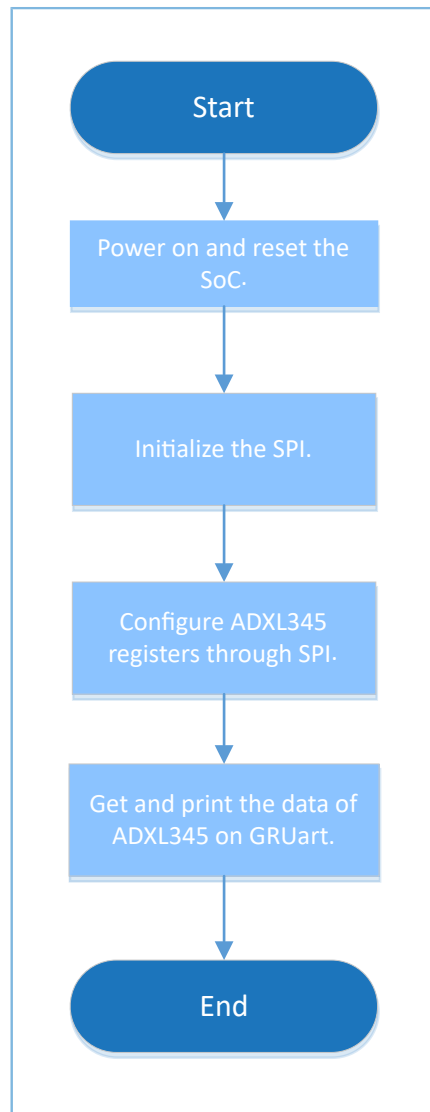 Start
Power on and reset the
SoC.
Initialize the SPI.
Configure ADXL345
registers through SPI.
Get and print the data of
ADXL345 on GRUart.
End